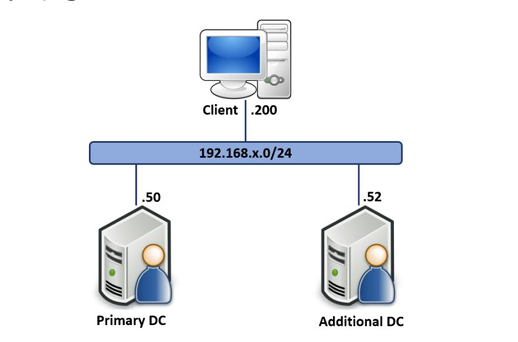 Client .200
192.168.x.0/24
.50 .52
Primary DC Additional DC